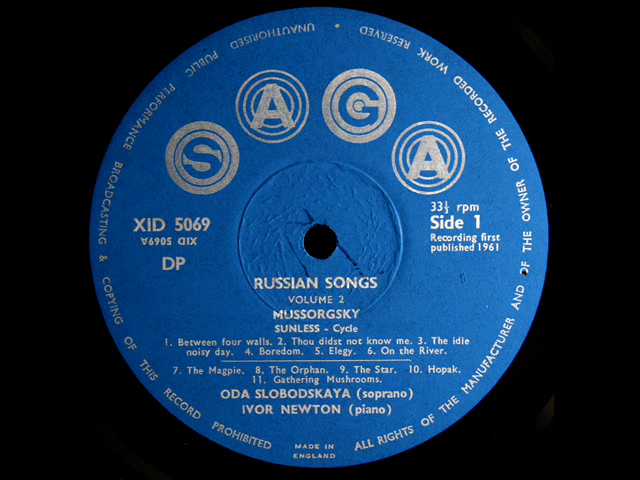 SAGA
XID 5069
XID 5069A
DP
33⅓ rpm
Side 1
Recording first
published 1961
RUSSIAN SONGS
VOLUME 2
MUSSORGSKY
SUNLESS - Cycle
1. Between four walls. 2. Thou didst not know me. 3. The idle
noisy day. 4. Boredom. 5. Elegy. 6. On the River.
7. The Magpie. 8. The Orphan. 9. The Star. 10. Hopak.
11. Gathering Mushrooms.
ODA SLOBODSKAYA (soprano)
IVOR NEWTON (piano)
MADE IN
ENGLAND
ALL RIGHTS OF THE MANUFACTURER AND OF THE OWNER OF THE RECORDED WORK RESERVED · UNAUTHORISED PUBLIC PERFORMANCE BROADCASTING & COPYING OF THIS RECORD PROHIBITED